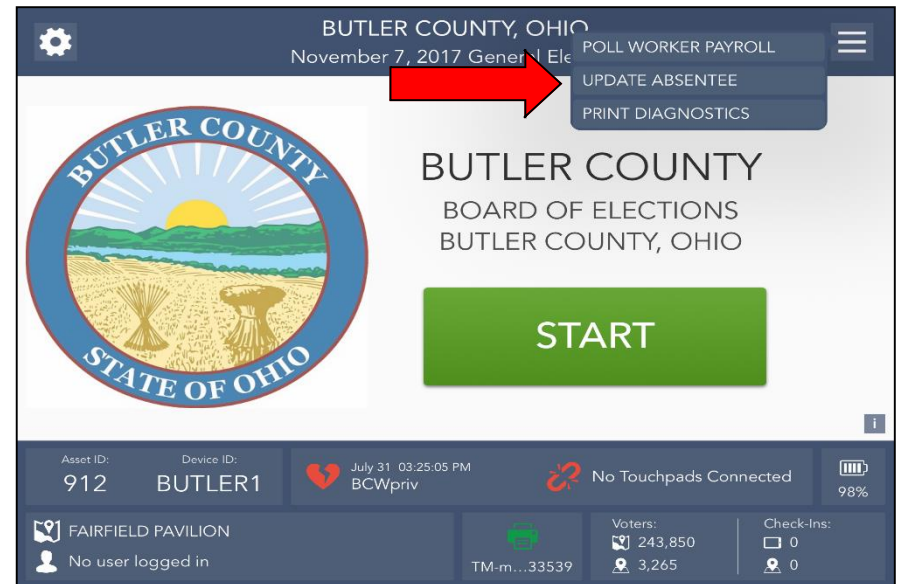 BUTLER COUNTY, OHIO
November 7, 2017 General Ele
POLL WORKER PAYROLL
UPDATE ABSENTEE
PRINT DIAGNOSTICS
BUTLER COUNTY
STATE OF OHIO
BUTLER COUNTY
BOARD OF ELECTIONS
BUTLER COUNTY, OHIO
START
i
Asset ID:
912
Device ID:
BUTLER1
July 31 03:25:05 PM
BCWpriv
No Touchpads Connected
98%
FAIRFIELD PAVILION
No user logged in
TM-m...33539
Voters:
243,850
3,265
Check-Ins:
0
0